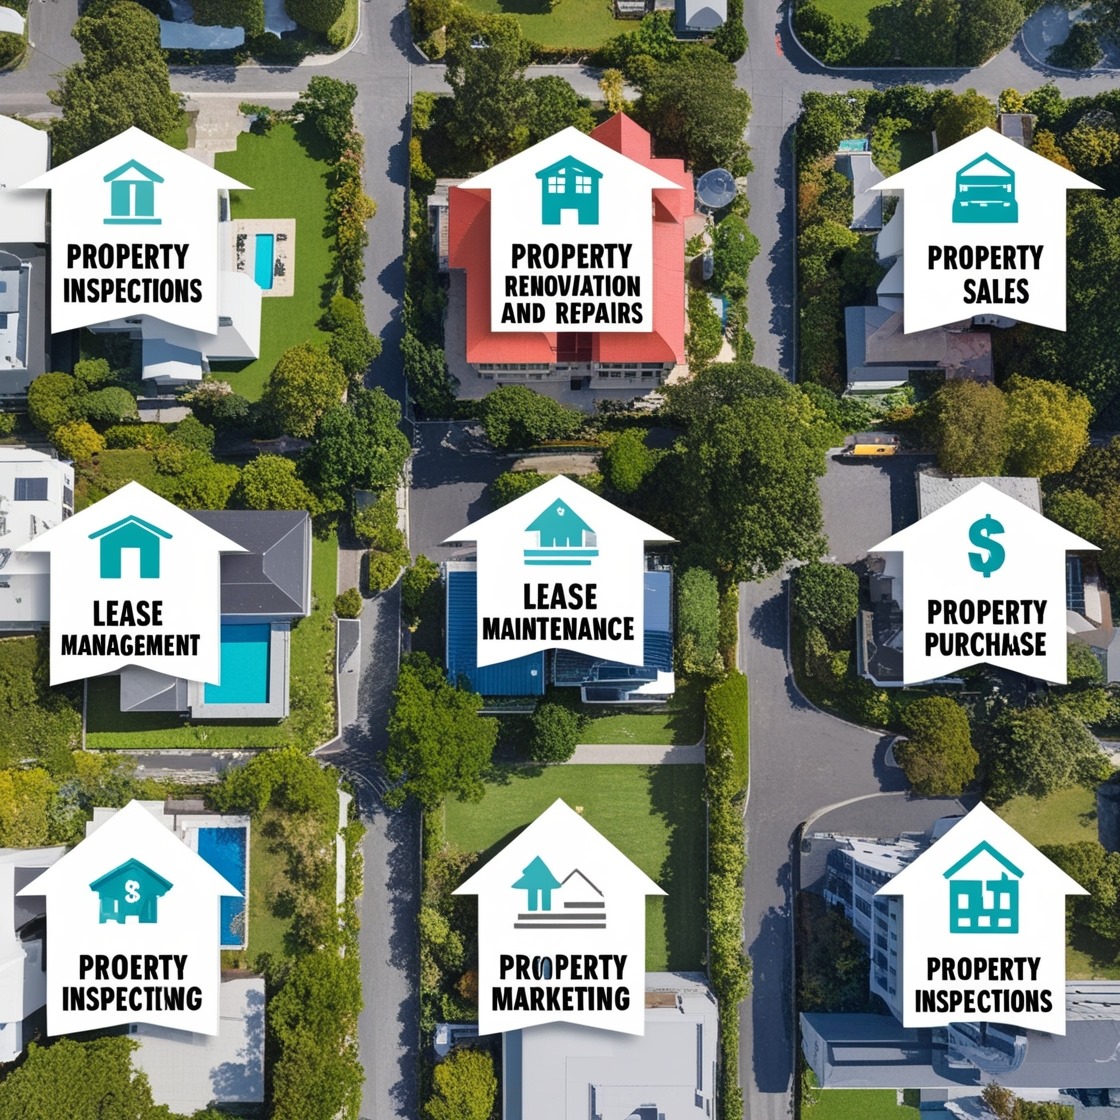 PROPERTY
INSPECTIONS
PROPERTY
RENOVIATION
AND REPAIRS
PROPERTY
SALES
LEASE
MANAGEMENT
LEASE
MAINTENANCE
$
PROPERTY
PURCHASE
$
PROERTY
INSPECTING
PROPERTY
MARKETING
PROPERTY
INSPECTIONS